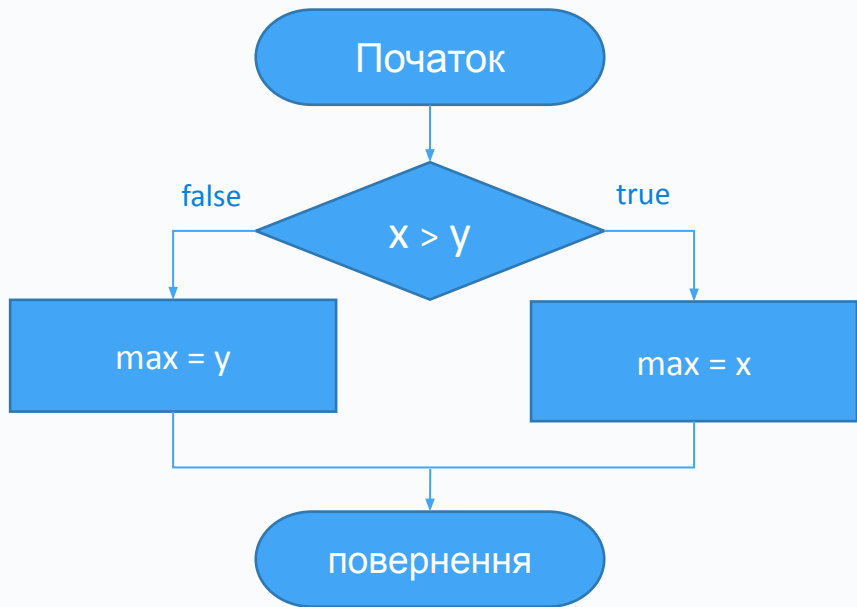 Початок
false
true
x > y
max = y
max = x
повернення